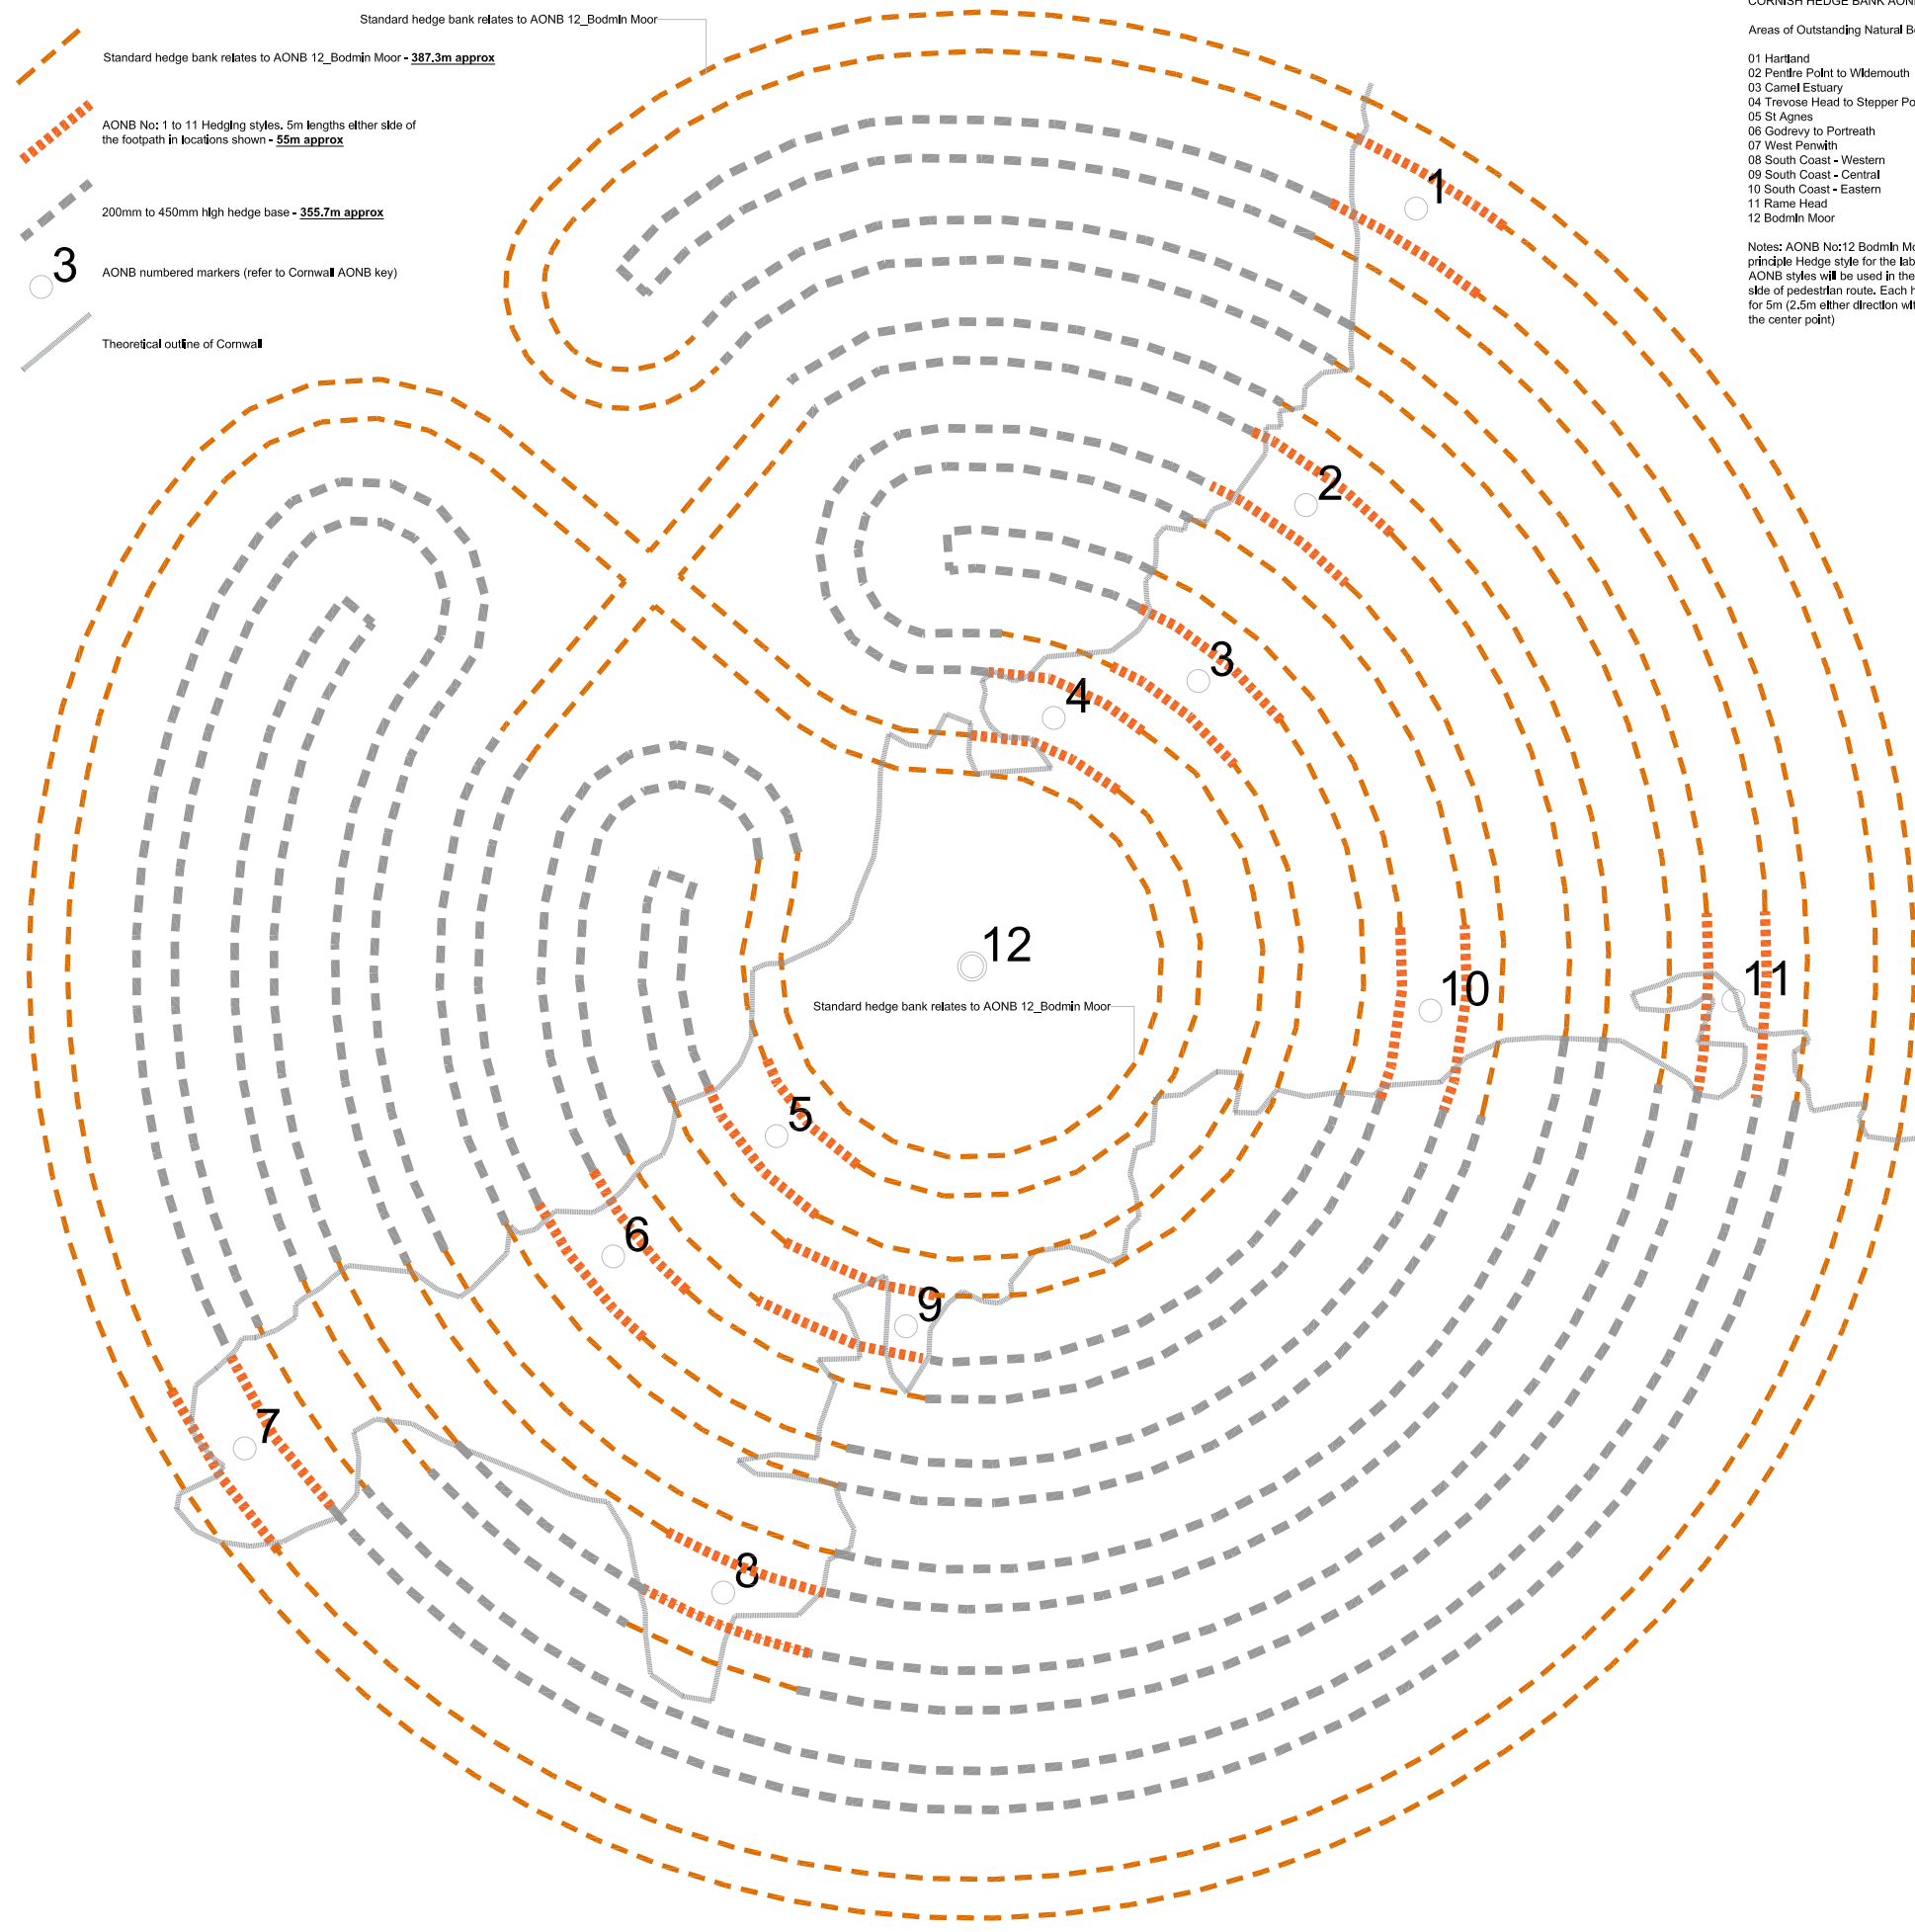 Standard hedge bank relates to AONB 12_Bodmin Moor
Standard hedge bank relates to AONB 12_Bodmin Moor - 387.3m approx
AONB No: 1 to 11 Hedging styles. 5m lengths either side of
the footpath in locations shown - 55m approx
200mm to 450mm high hedge base - 355.7m approx
3
AONB numbered markers (refer to Cornwall AONB key)
Theoretical outline of Cornwall
CORNISH HEDGE BANK
Areas of Outstanding Natural
01 Hartland
02 Pentire Point to Widemouth
03 Camel Estuary
04 Trevose Head to Stepper
05 St Agnes
06 Godrevy to Portreath
07 West Penwith
08 South Coast - Western
09 South Coast - Central
10 South Coast - Eastern
11 Rame Head
12 Bodmin Moor
Notes: AONB No:12 Bodmin
principle Hedge style for the
AONB styles will be used in the
side of pedestrian route. Each
for 5m (2.5m either direction
the center point)
1
2
3
4
12
Standard hedge bank relates to AONB 12_Bodmin Moor
10
11
5
6
9
7
8